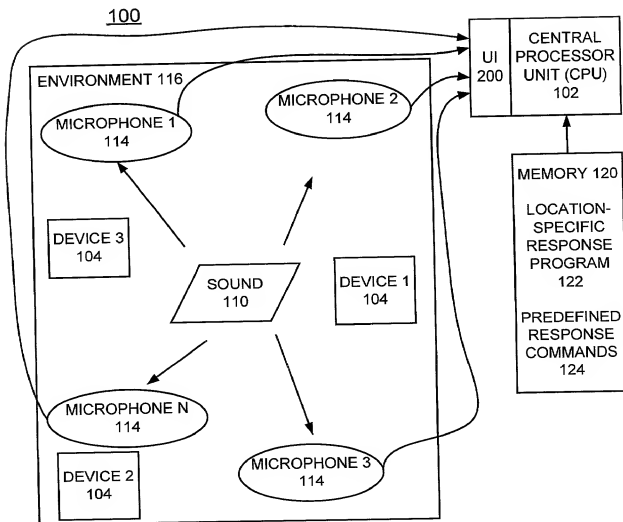 100
ENVIRONMENT 116
MICROPHONE 1
114
MICROPHONE 2
114
UI
200
CENTRAL
PROCESSOR
UNIT (CPU)
102
MEMORY 120
LOCATION-
SPECIFIC
RESPONSE
PROGRAM
122
PREDEFINED
RESPONSE
COMMANDS
124
DEVICE 3
104
SOUND
110
DEVICE 1
104
MICROPHONE N
114
DEVICE 2
104
MICROPHONE 3
114